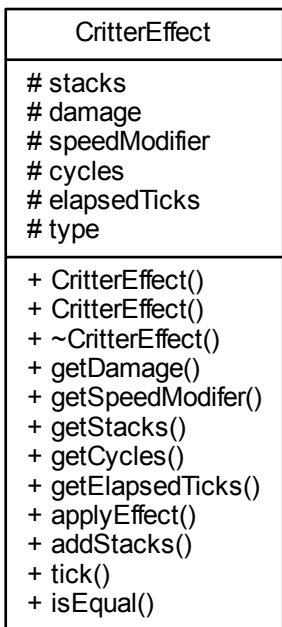 CritterEffect
# stacks
# damage
# speedModifier
# cycles
# elapsedTicks
# type
+ CritterEffect()
+ CritterEffect()
+ ~CritterEffect()
+ getDamage()
+ getSpeedModifer()
+ getStacks()
+ getCycles()
+ getElapsedTicks()
+ applyEffect()
+ addStacks()
+ tick()
+ isEqual()